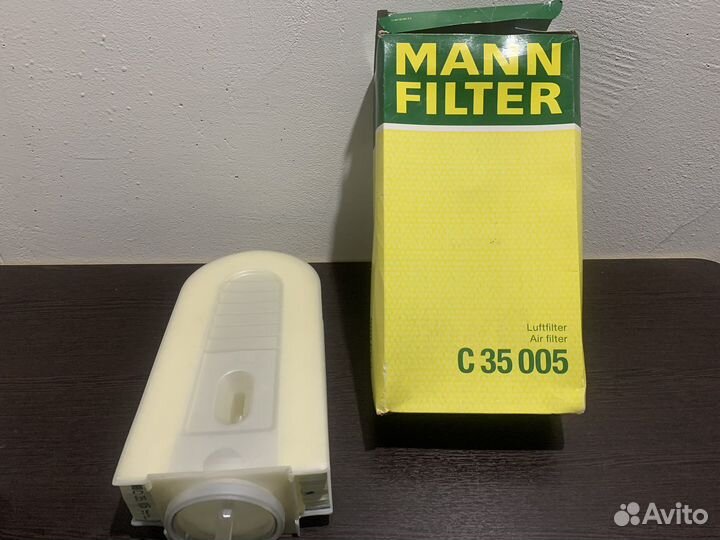 MANN
FILTER
Luftfilter
Air filter
C 35 005
Avito